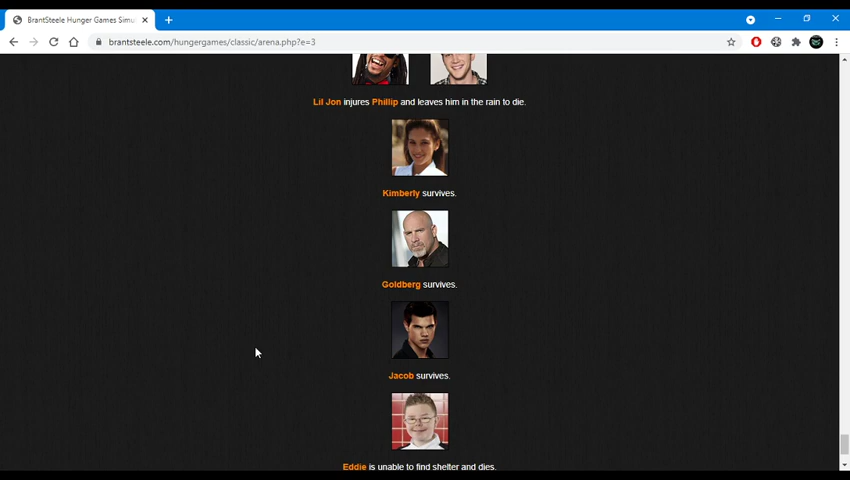 BrantSteele Hunger Games Simu
brantsteele.com/hungergames/classic/arena.php?e=3
Lil Jon injures Phillip and leaves him in the rain to die.
Kimberly survives.
Goldberg survives.
Jacob survives.
Eddie is unable to find shelter and dies.